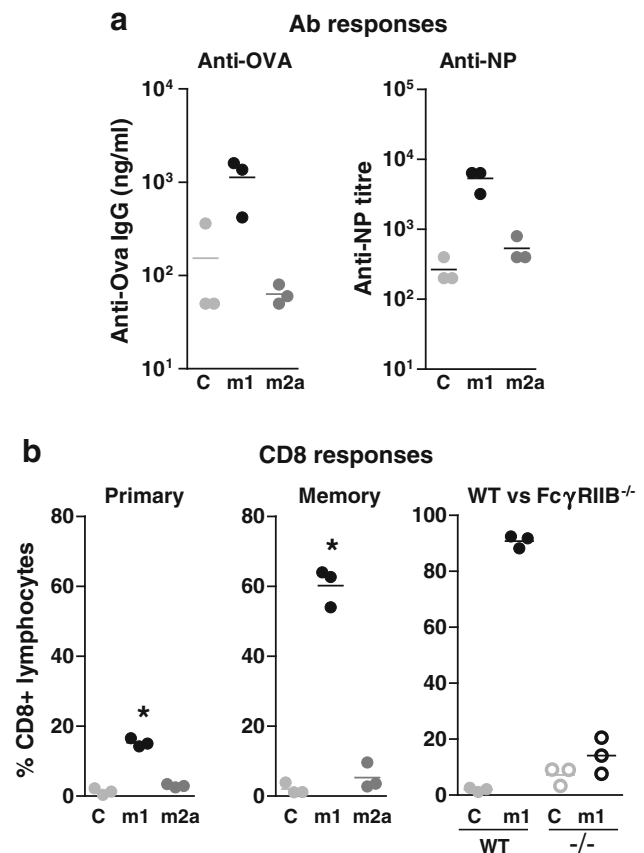 a
Ab responses
Anti-OVA
Anti-NP
Anti-Ova IgG (ng/ml)
10⁴
10³
10²
10¹
C m1 m2a
Anti-NP titre
10⁵
10⁴
10³
10²
10¹
C m1 m2a
b
CD8 responses
Primary
Memory
WT vs FcγRIIB⁻/⁻
% CD8+ lymphocytes
80
60
40
20
0
*
C m1 m2a
80
60
40
20
0
*
C m1 m2a
100
80
60
40
20
0
C m1 C m1
WT -/-